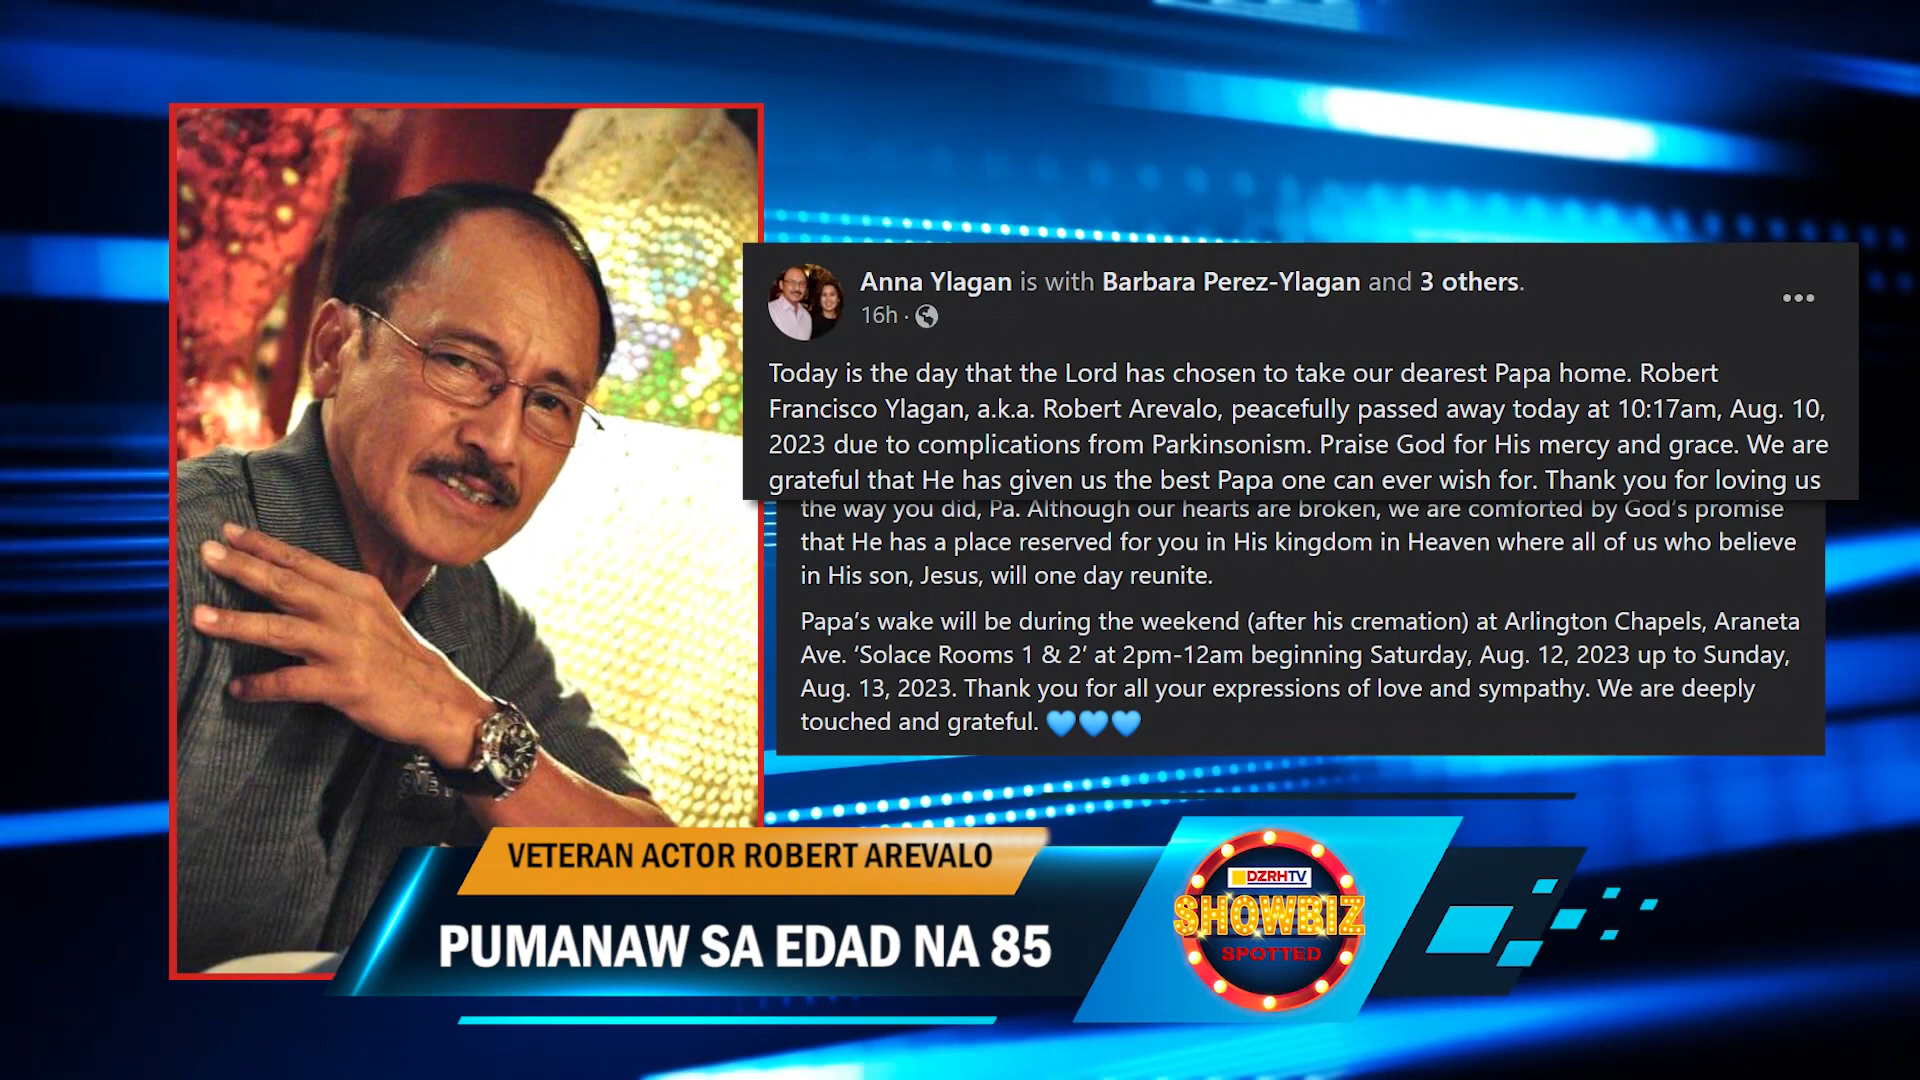 Anna Ylagan is with Barbara Perez-Ylagan and 3 others.
16h ·
Today is the day that the Lord has chosen to take our dearest Papa home. Robert
Francisco Ylagan, a.k.a. Robert Arevalo, peacefully passed away today at 10:17am, Aug. 10,
2023 due to complications from Parkinsonism. Praise God for His mercy and grace. We are
grateful that He has given us the best Papa one can ever wish for. Thank you for loving us
the way you did, Pa. Although our hearts are broken, we are comforted by God's promise
that He has a place reserved for you in His kingdom in Heaven where all of us who believe
in His son, Jesus, will one day reunite.
Papa's wake will be during the weekend (after his cremation) at Arlington Chapels, Araneta
Ave. ‘Solace Rooms 1 & 2’ at 2pm-12am beginning Saturday, Aug. 12, 2023 up to Sunday,
Aug. 13, 2023. Thank you for all your expressions of love and sympathy. We are deeply
touched and grateful. 💙💙💙
VETERAN ACTOR ROBERT AREVALO
PUMANAW SA EDAD NA 85
DZRHTV
SHOWBIZ
SPOTTED